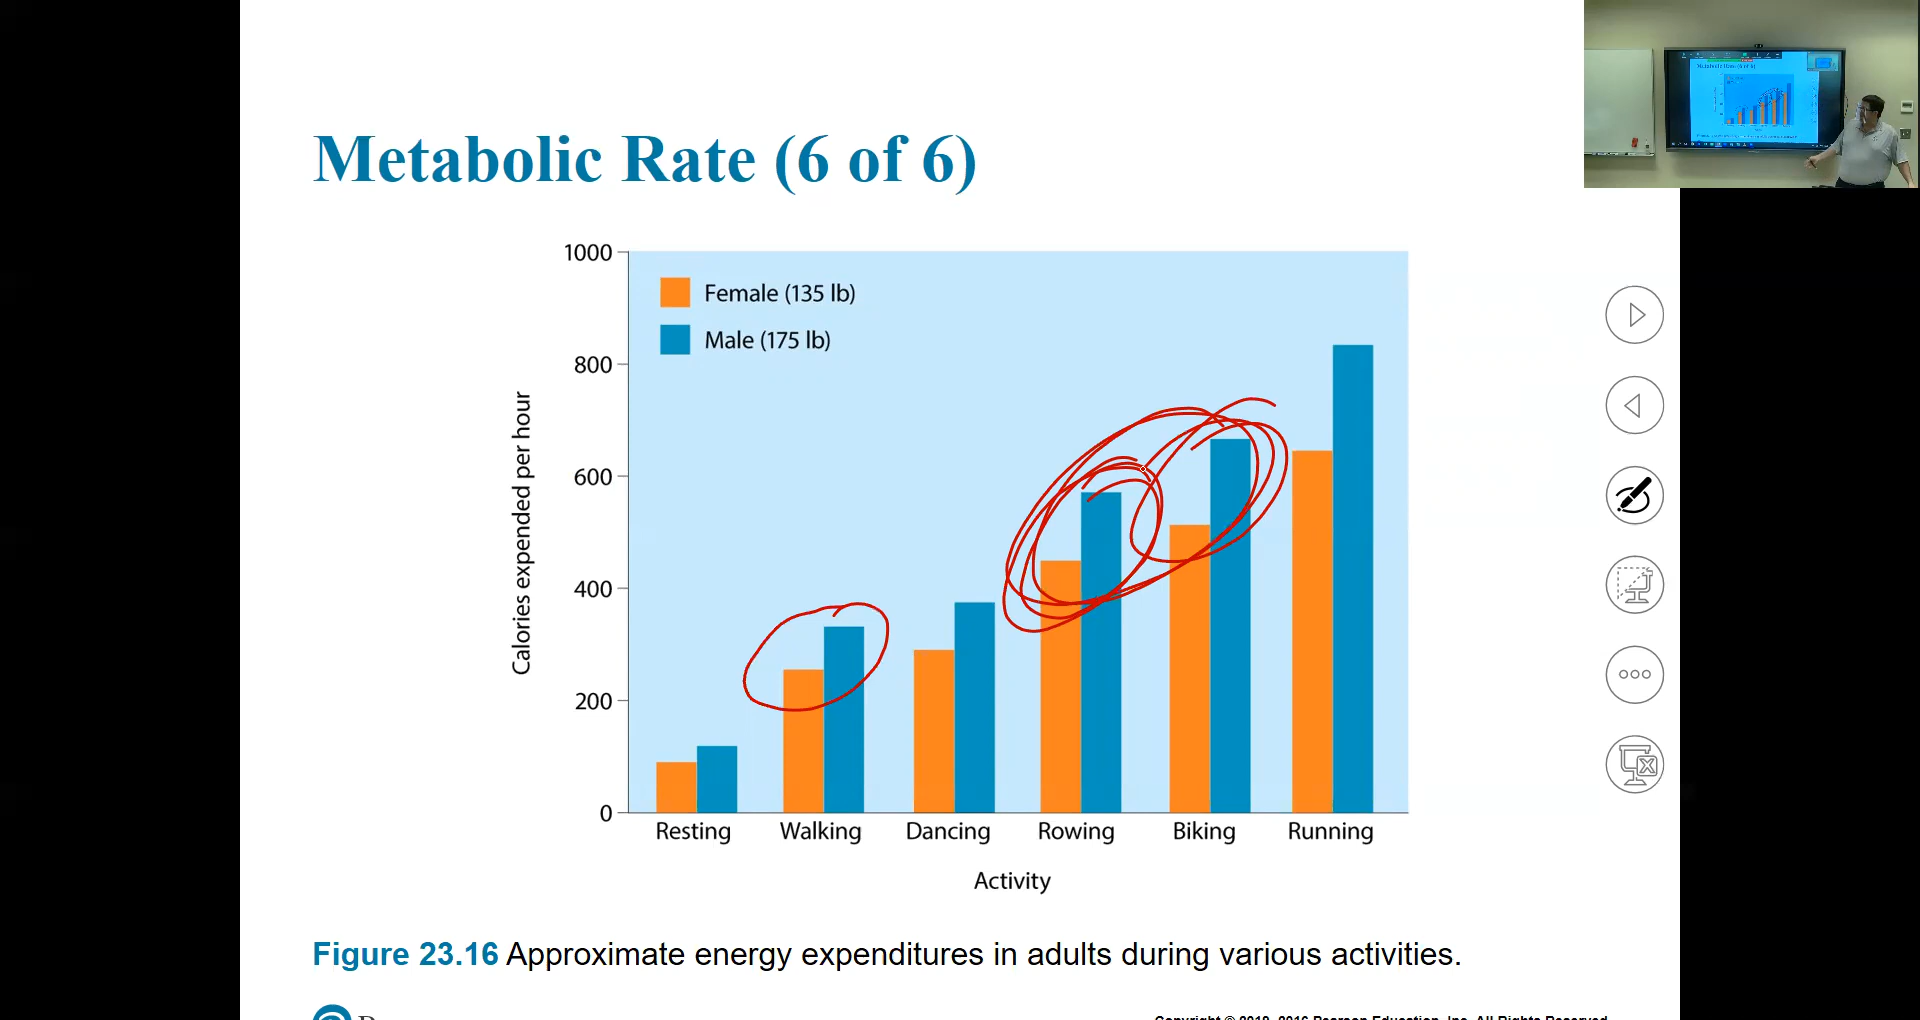 Metabolic Rate (6 of 6)
1000
Female (135 lb)
Male (175 lb)
800
600
400
200
0
Calories expended per hour
Resting Walking Dancing Rowing Biking Running
Activity
Figure 23.16 Approximate energy expenditures in adults during various activities.
Copyright © 2019, 2016 Pearson Education, Inc. All Rights Reserved